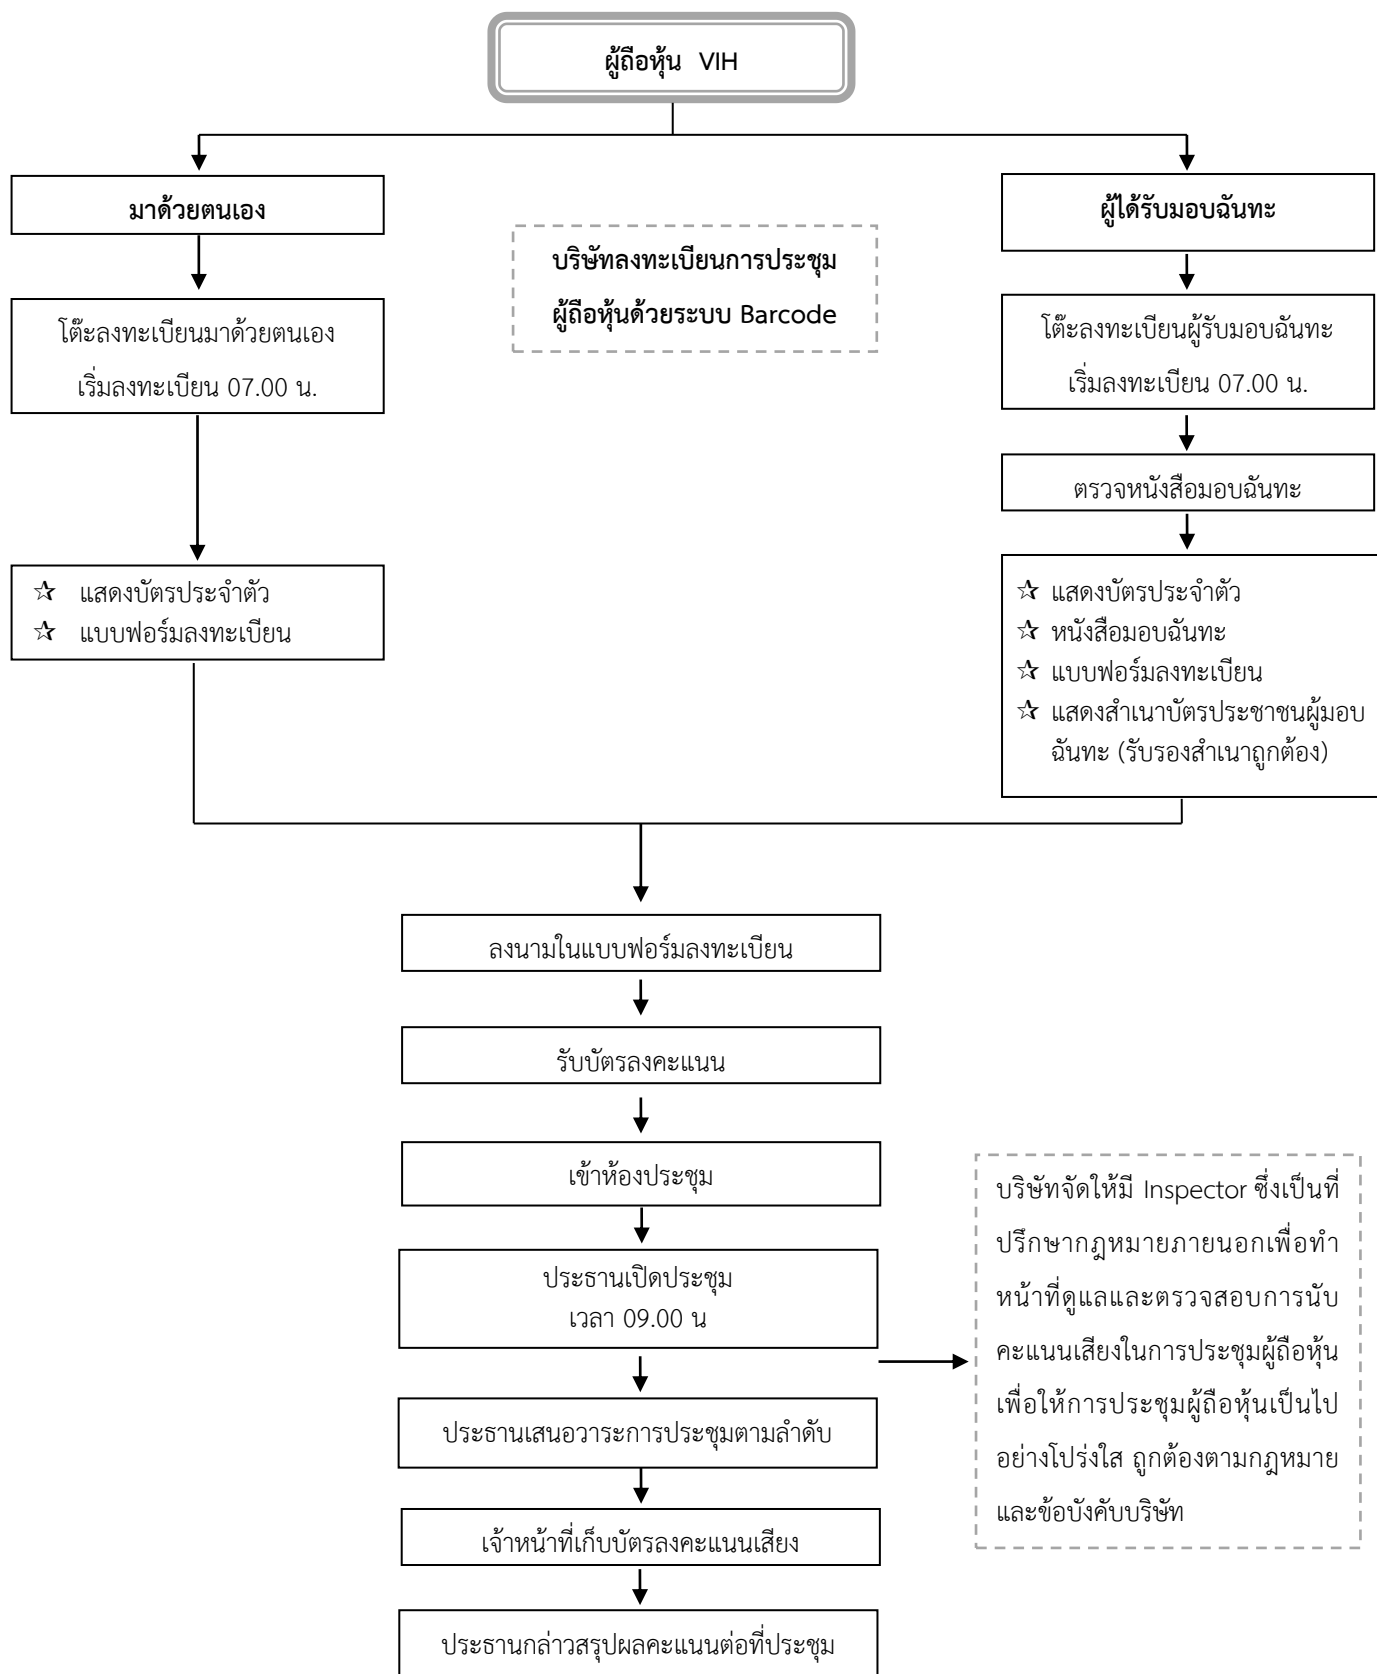 ผู้ถือหุ้น VIH
มาด้วยตนเอง
ผู้ได้รับมอบฉันทะ
บริษัทลงทะเบียนการประชุม
ผู้ถือหุ้นด้วยระบบ Barcode
โต๊ะลงทะเบียนมาด้วยตนเอง
เริ่มลงทะเบียน 07.00 น.
โต๊ะลงทะเบียนผู้รับมอบฉันทะ
เริ่มลงทะเบียน 07.00 น.
ตรวจหนังสือมอบฉันทะ
☆ แสดงบัตรประจำตัว
☆ แบบฟอร์มลงทะเบียน
☆ แสดงบัตรประจำตัว
☆ หนังสือมอบฉันทะ
☆ แบบฟอร์มลงทะเบียน
☆ แสดงสำเนาบัตรประชาชนผู้มอบ
ฉันทะ (รับรองสำเนาถูกต้อง)
ลงนามในแบบฟอร์มลงทะเบียน
รับบัตรลงคะแนน
เข้าห้องประชุม
ประธานเปิดประชุม
เวลา 09.00 น
บริษัทจัดให้มี Inspector ซึ่งเป็นที่
ปรึกษากฎหมายภายนอกเพื่อทำ
หน้าที่ดูแลและตรวจสอบการนับ
คะแนนเสียงในการประชุมผู้ถือหุ้น
เพื่อให้การประชุมผู้ถือหุ้นเป็นไป
อย่างโปร่งใส ถูกต้องตามกฎหมาย
และข้อบังคับบริษัท
ประธานเสนอวาระการประชุมตามลำดับ
เจ้าหน้าที่เก็บบัตรลงคะแนนเสียง
ประธานกล่าวสรุปผลคะแนนต่อที่ประชุม